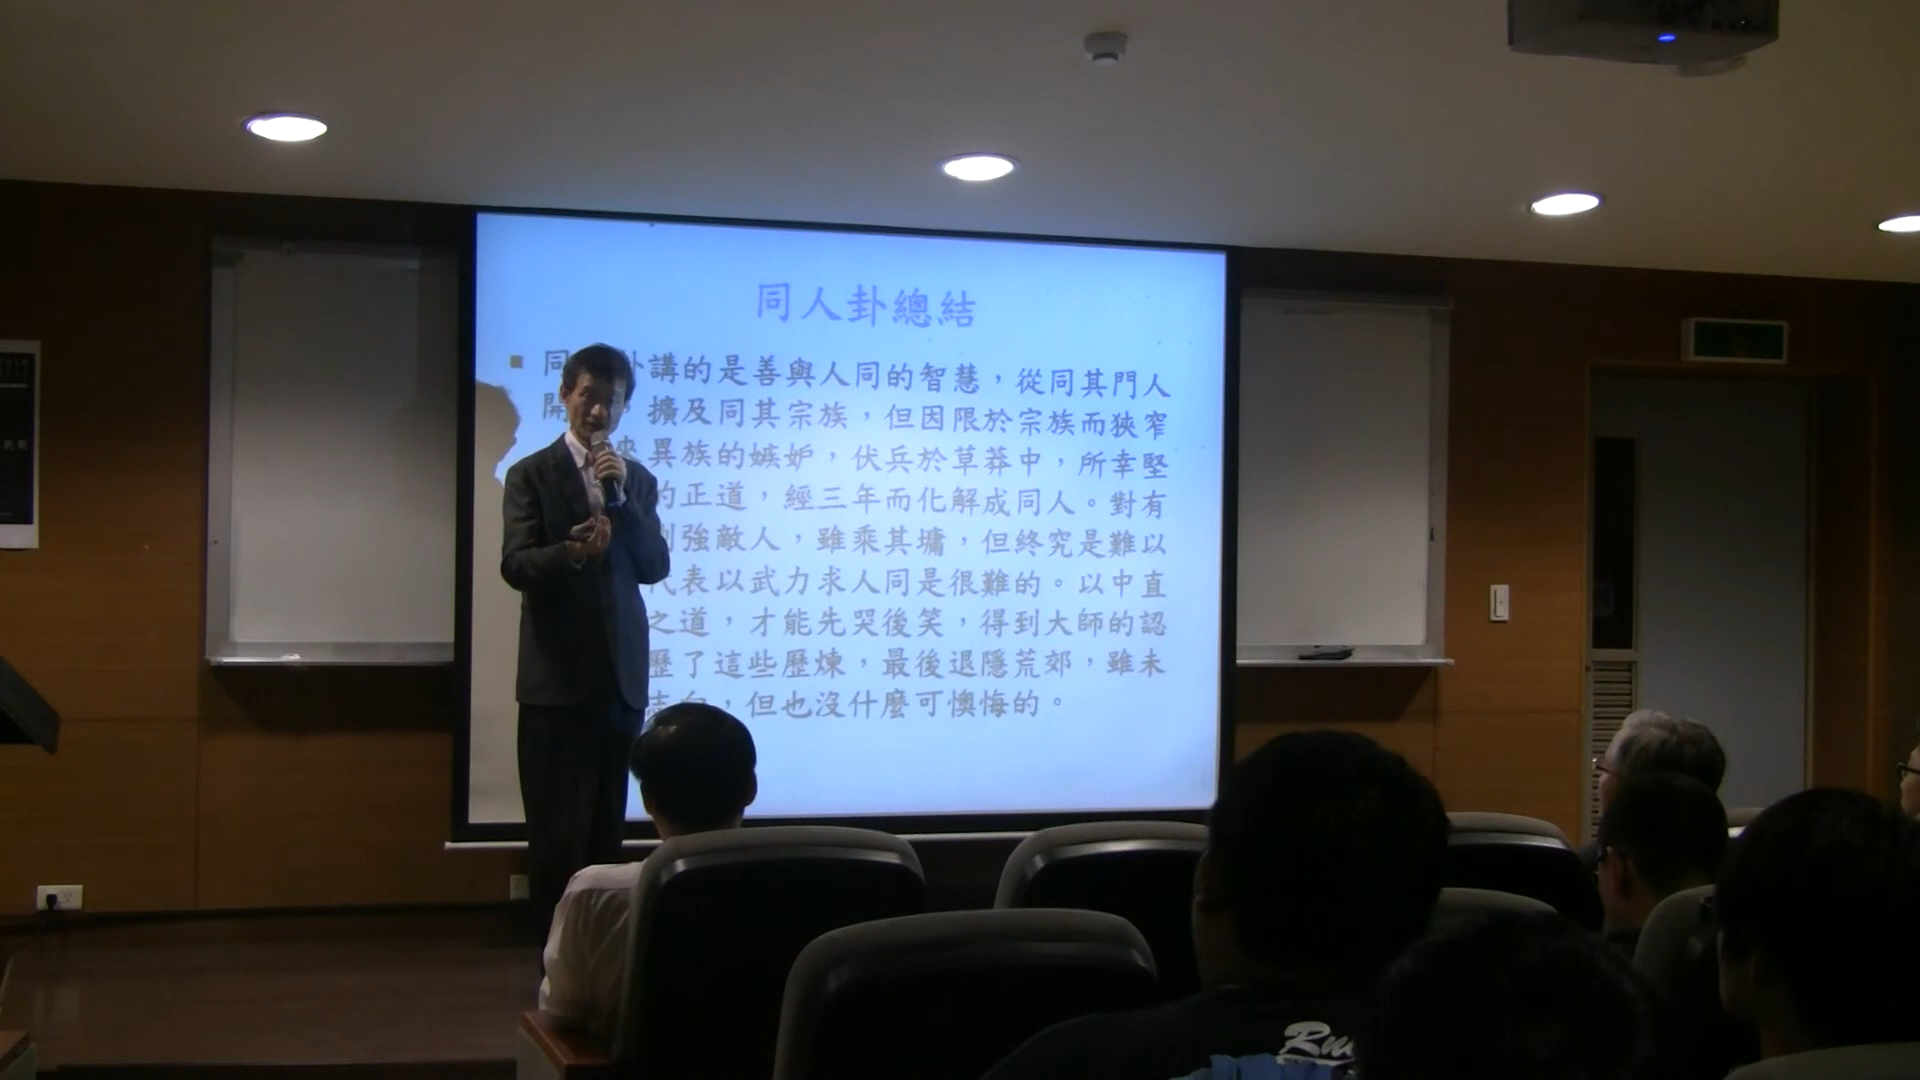 同人卦總結
同 卦講的是善與人同的智慧，從同其門人
開 擴及同其宗族，但因限於宗族而狹窄
來異族的嫉妒，伏兵於草莽中，所幸堅
的正道，經三年而化解成同人。對有
強敵人，雖乘其墉，但終究是難以
代表以武力求人同是很難的。以中直
之道，才能先哭後笑，得到大師的認
歷了這些歷煉，最後退隱荒郊，雖未
，但也沒什麼可懊悔的。